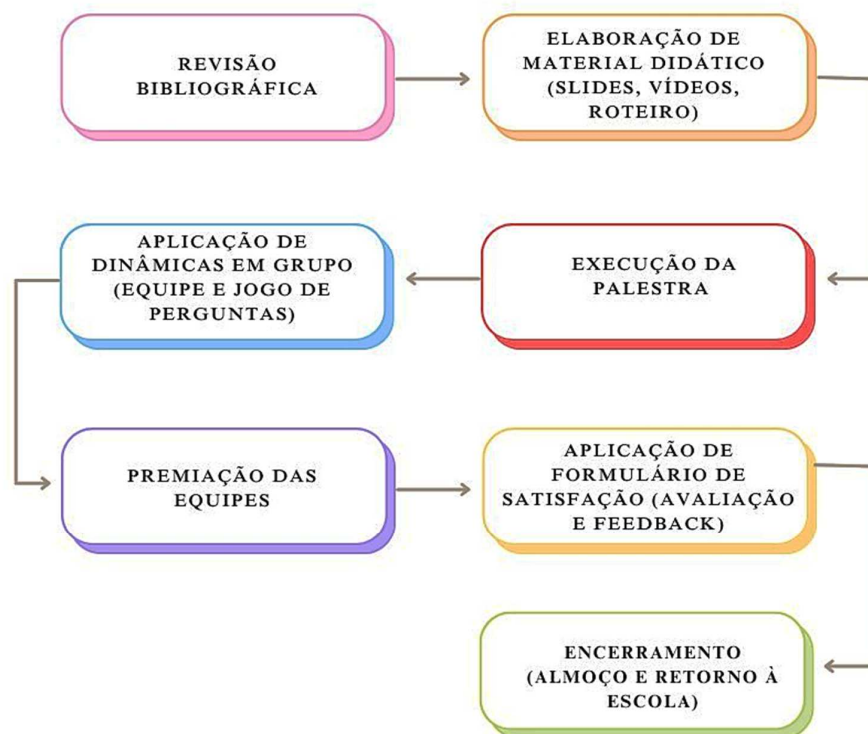 REVISÃO
BIBLIOGRÁFICA
ELABORAÇÃO DE
MATERIAL DIDÁTICO
(SLIDES, VÍDEOS,
ROTEIRO)
EXECUÇÃO DA
PALESTRA
APLICAÇÃO DE
DINÂMICAS EM GRUPO
(EQUIPE E JOGO DE
PERGUNTAS)
PREMIAÇÃO DAS
EQUIPES
APLICAÇÃO DE
FORMULÁRIO DE
SATISFAÇÃO (AVALIAÇÃO
E FEEDBACK)
ENCERRAMENTO
(ALMOÇO E RETORNO À
ESCOLA)